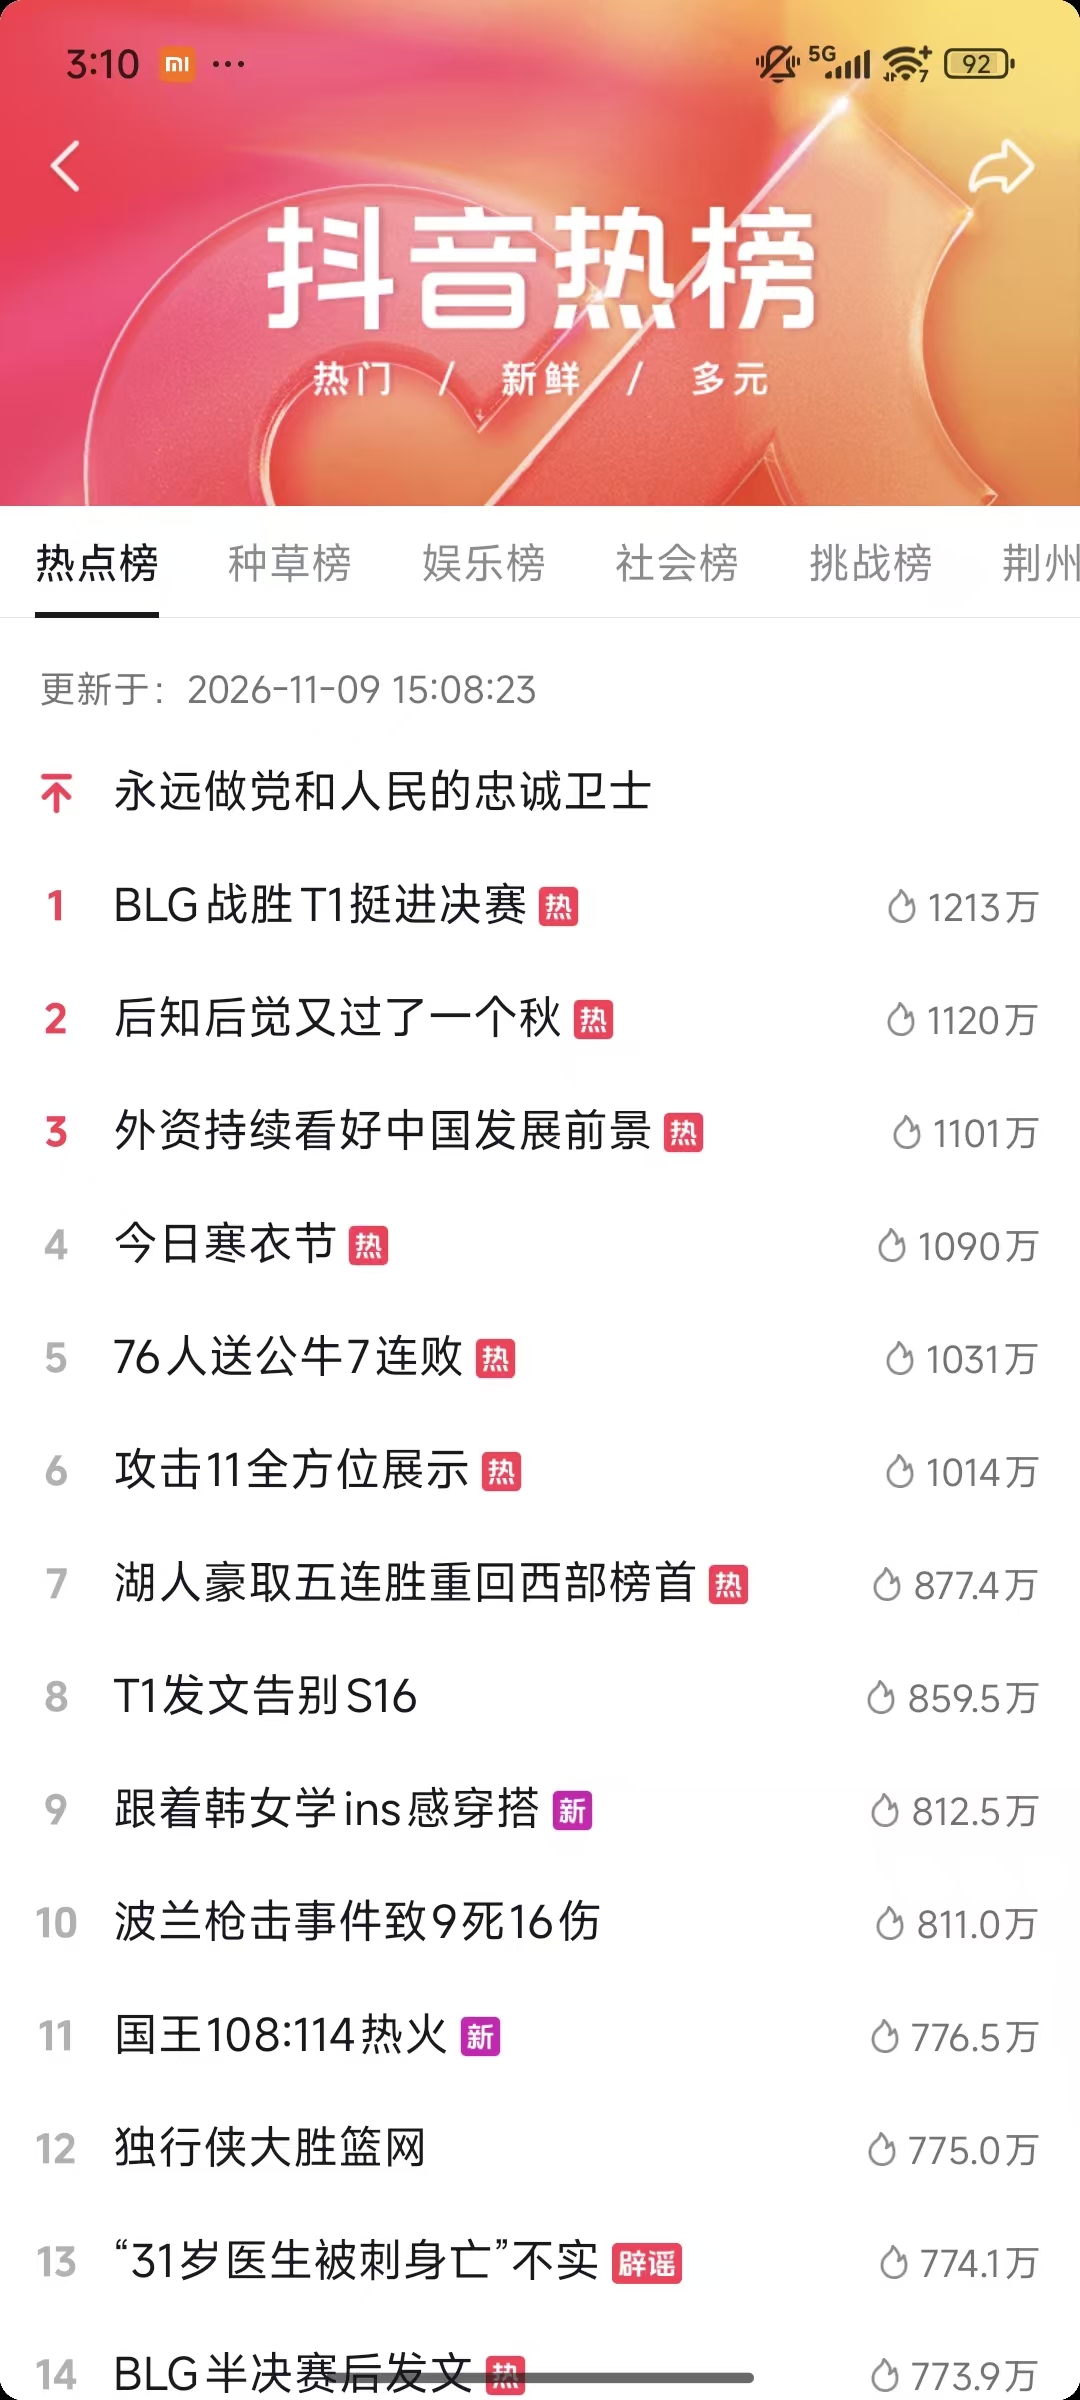 3:10 mi ··· 5G 7 92
抖音热榜
热门 / 新鲜 / 多元
热点榜 种草榜 娱乐榜 社会榜 挑战榜 荆州
更新于：2026-11-09 15:08:23
永远做党和人民的忠诚卫士
1 BLG战胜T1挺进决赛 热 1213万
2 后知后觉又过了一个秋 热 1120万
3 外资持续看好中国发展前景 热 1101万
4 今日寒衣节 热 1090万
5 76人送公牛7连败 热 1031万
6 攻击11全方位展示 热 1014万
7 湖人豪取五连胜重回西部榜首 热 877.4万
8 T1发文告别S16 859.5万
9 跟着韩女学ins感穿搭 新 812.5万
10 波兰枪击事件致9死16伤 811.0万
11 国王108:114热火 新 776.5万
12 独行侠大胜篮网 775.0万
13 “31岁医生被刺身亡”不实 辟谣 774.1万
14 BLG半决赛后发文 热 773.9万